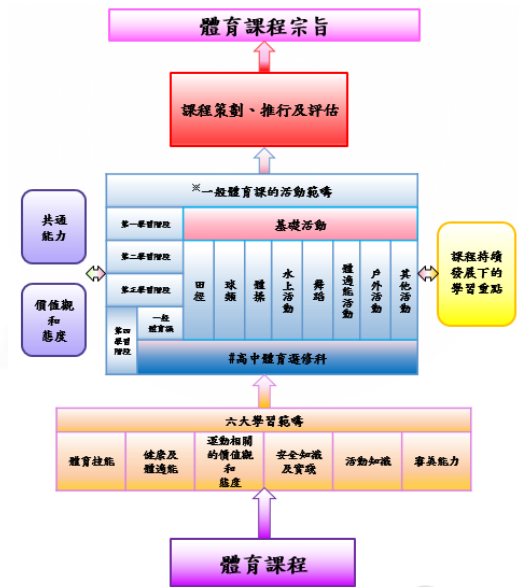 體育課程宗旨
課程策劃、推行及評估
※一般體育課的活動範疇
共通
能力
價值觀
和
態度
第一學習階段
基礎活動
第二學習階段
第三學習階段
第四
學習
階段
一般
體育課
田徑
球類
體操
水上活動
舞蹈
體適能活動
戶外活動
其他活動
#高中體育選修科
課程持續
發展下的
學習重點
六大學習範疇
體育技能
健康及
體適能
運動相關
的價值觀
和
態度
安全知識
及實踐
活動知識
審美能力
體育課程